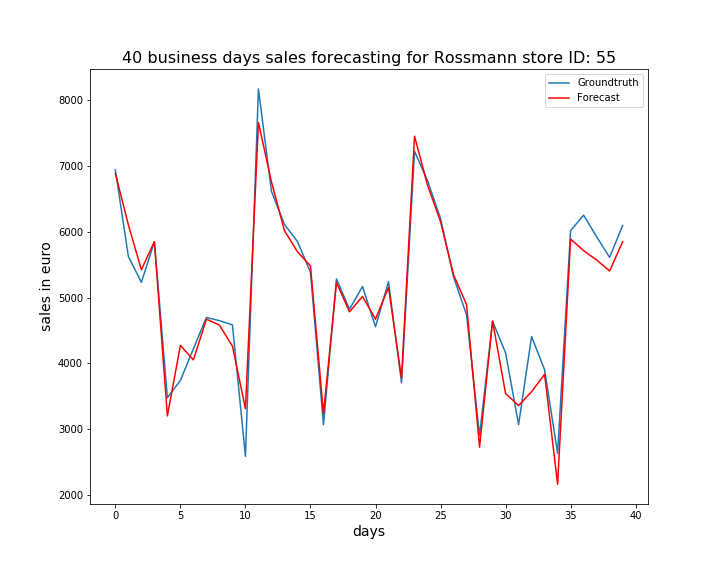 40 business days sales forecasting for Rossmann store ID: 55
Groundtruth
Forecast
sales in euro
8000
7000
6000
5000
4000
3000
2000
0 5 10 15 20 25 30 35 40
days